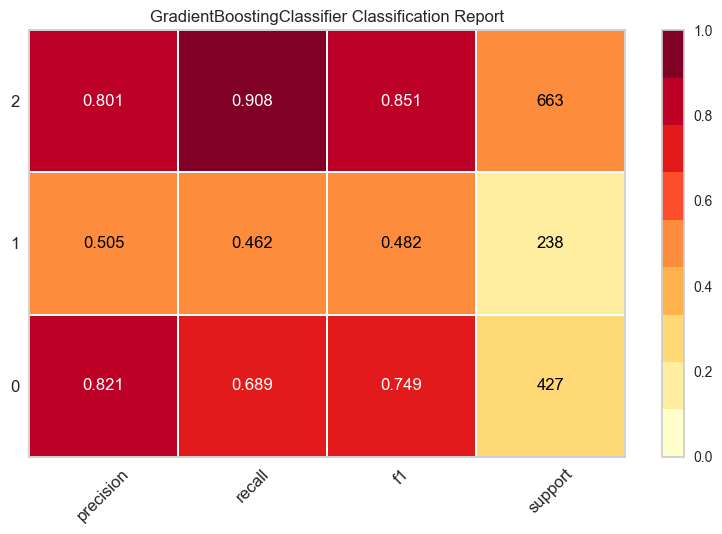 GradientBoostingClassifier Classification Report
2 0.801 0.908 0.851 663
1 0.505 0.462 0.482 238
0 0.821 0.689 0.749 427
precision recall f1 support
1.0
0.8
0.6
0.4
0.2
0.0